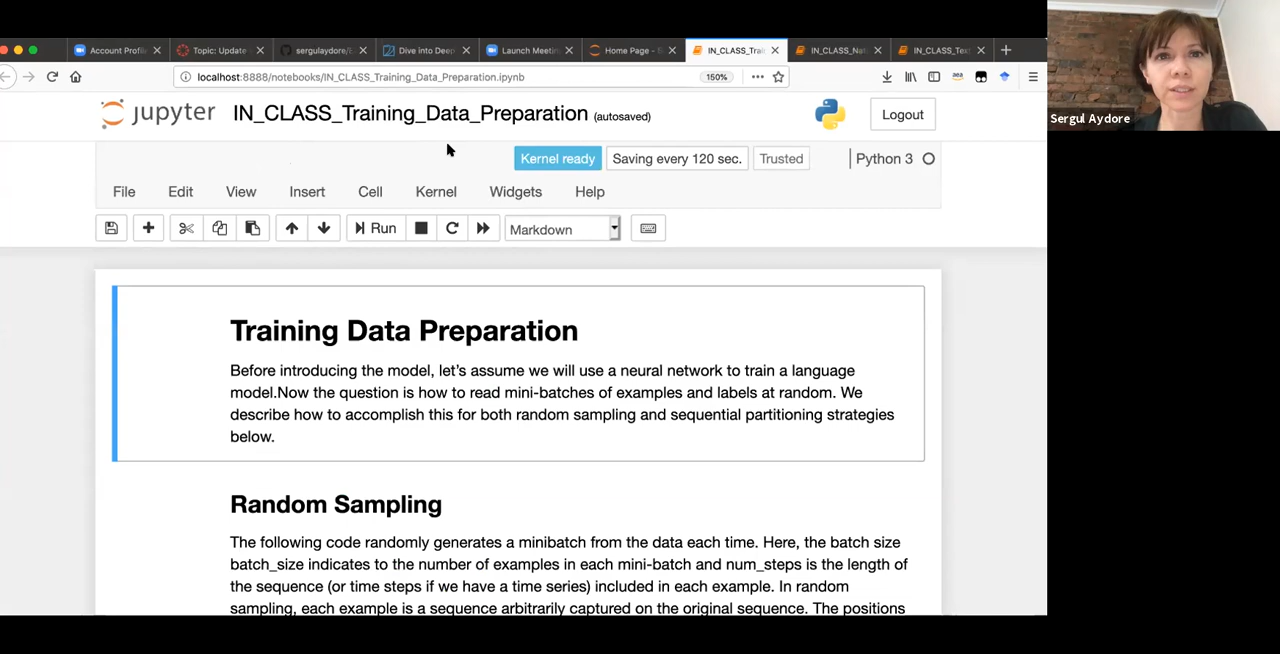 Account Profil
Topic: Update
sergulaydore/
Dive into Deep
Launch Meetin
Home Page -
IN_CLASS_Trai
IN_CLASS_Nat
IN_CLASS_Tex
localhost:8888/notebooks/IN_CLASS_Training_Data_Preparation.ipynb
150%
jupyter
IN_CLASS_Training_Data_Preparation (autosaved)
Logout
Kernel ready
Saving every 120 sec.
Trusted
Python 3
File Edit View Insert Cell Kernel Widgets Help
Run
Markdown
Training Data Preparation
Before introducing the model, let's assume we will use a neural network to train a language
model.Now the question is how to read mini-batches of examples and labels at random. We
describe how to accomplish this for both random sampling and sequential partitioning strategies
below.
Random Sampling
The following code randomly generates a minibatch from the data each time. Here, the batch size
batch_size indicates to the number of examples in each mini-batch and num_steps is the length of
the sequence (or time steps if we have a time series) included in each example. In random
sampling, each example is a sequence arbitrarily captured on the original sequence. The positions
Sergul Aydore